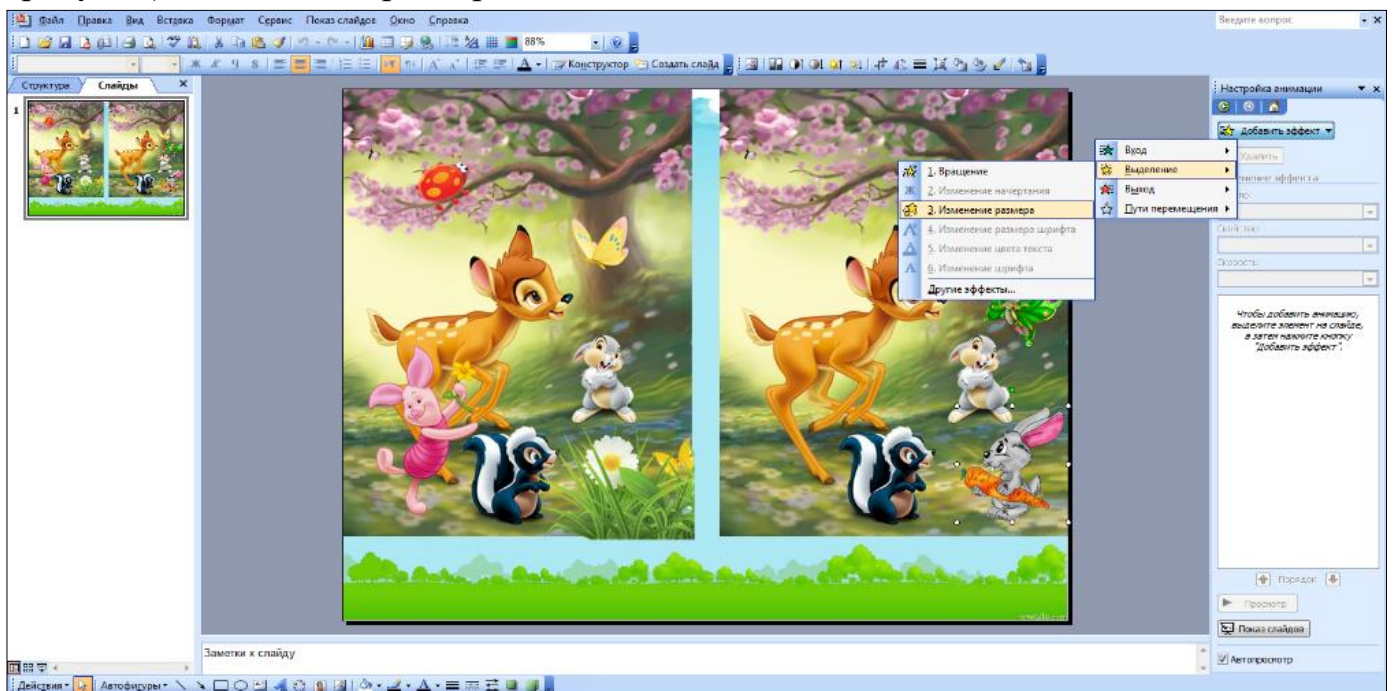 Файл Правка Вид Вставка Формат Сервис Показ слайдов Окно Справка
Введите вопрос
88%
Ж К Ч S
Конструктор Создать слайд
Структура Слайды
1
Настройка анимации
Добавить эффект
Удалить
Вход
Выделение
Выход
Пути перемещения
1. Вращение
2. Изменение начертания
3. Изменение размера
4. Изменение размера шрифта
5. Изменение цвета текста
6. Изменение шрифта
Другие эффекты...
Скорость:
Чтобы добавить анимацию,
выделите элемент на слайде,
а затем нажмите кнопку
"Добавить эффект".
Порядок
Просмотр
Показ слайдов
Автопросмотр
Заметки к слайду
Действия Автофигуры